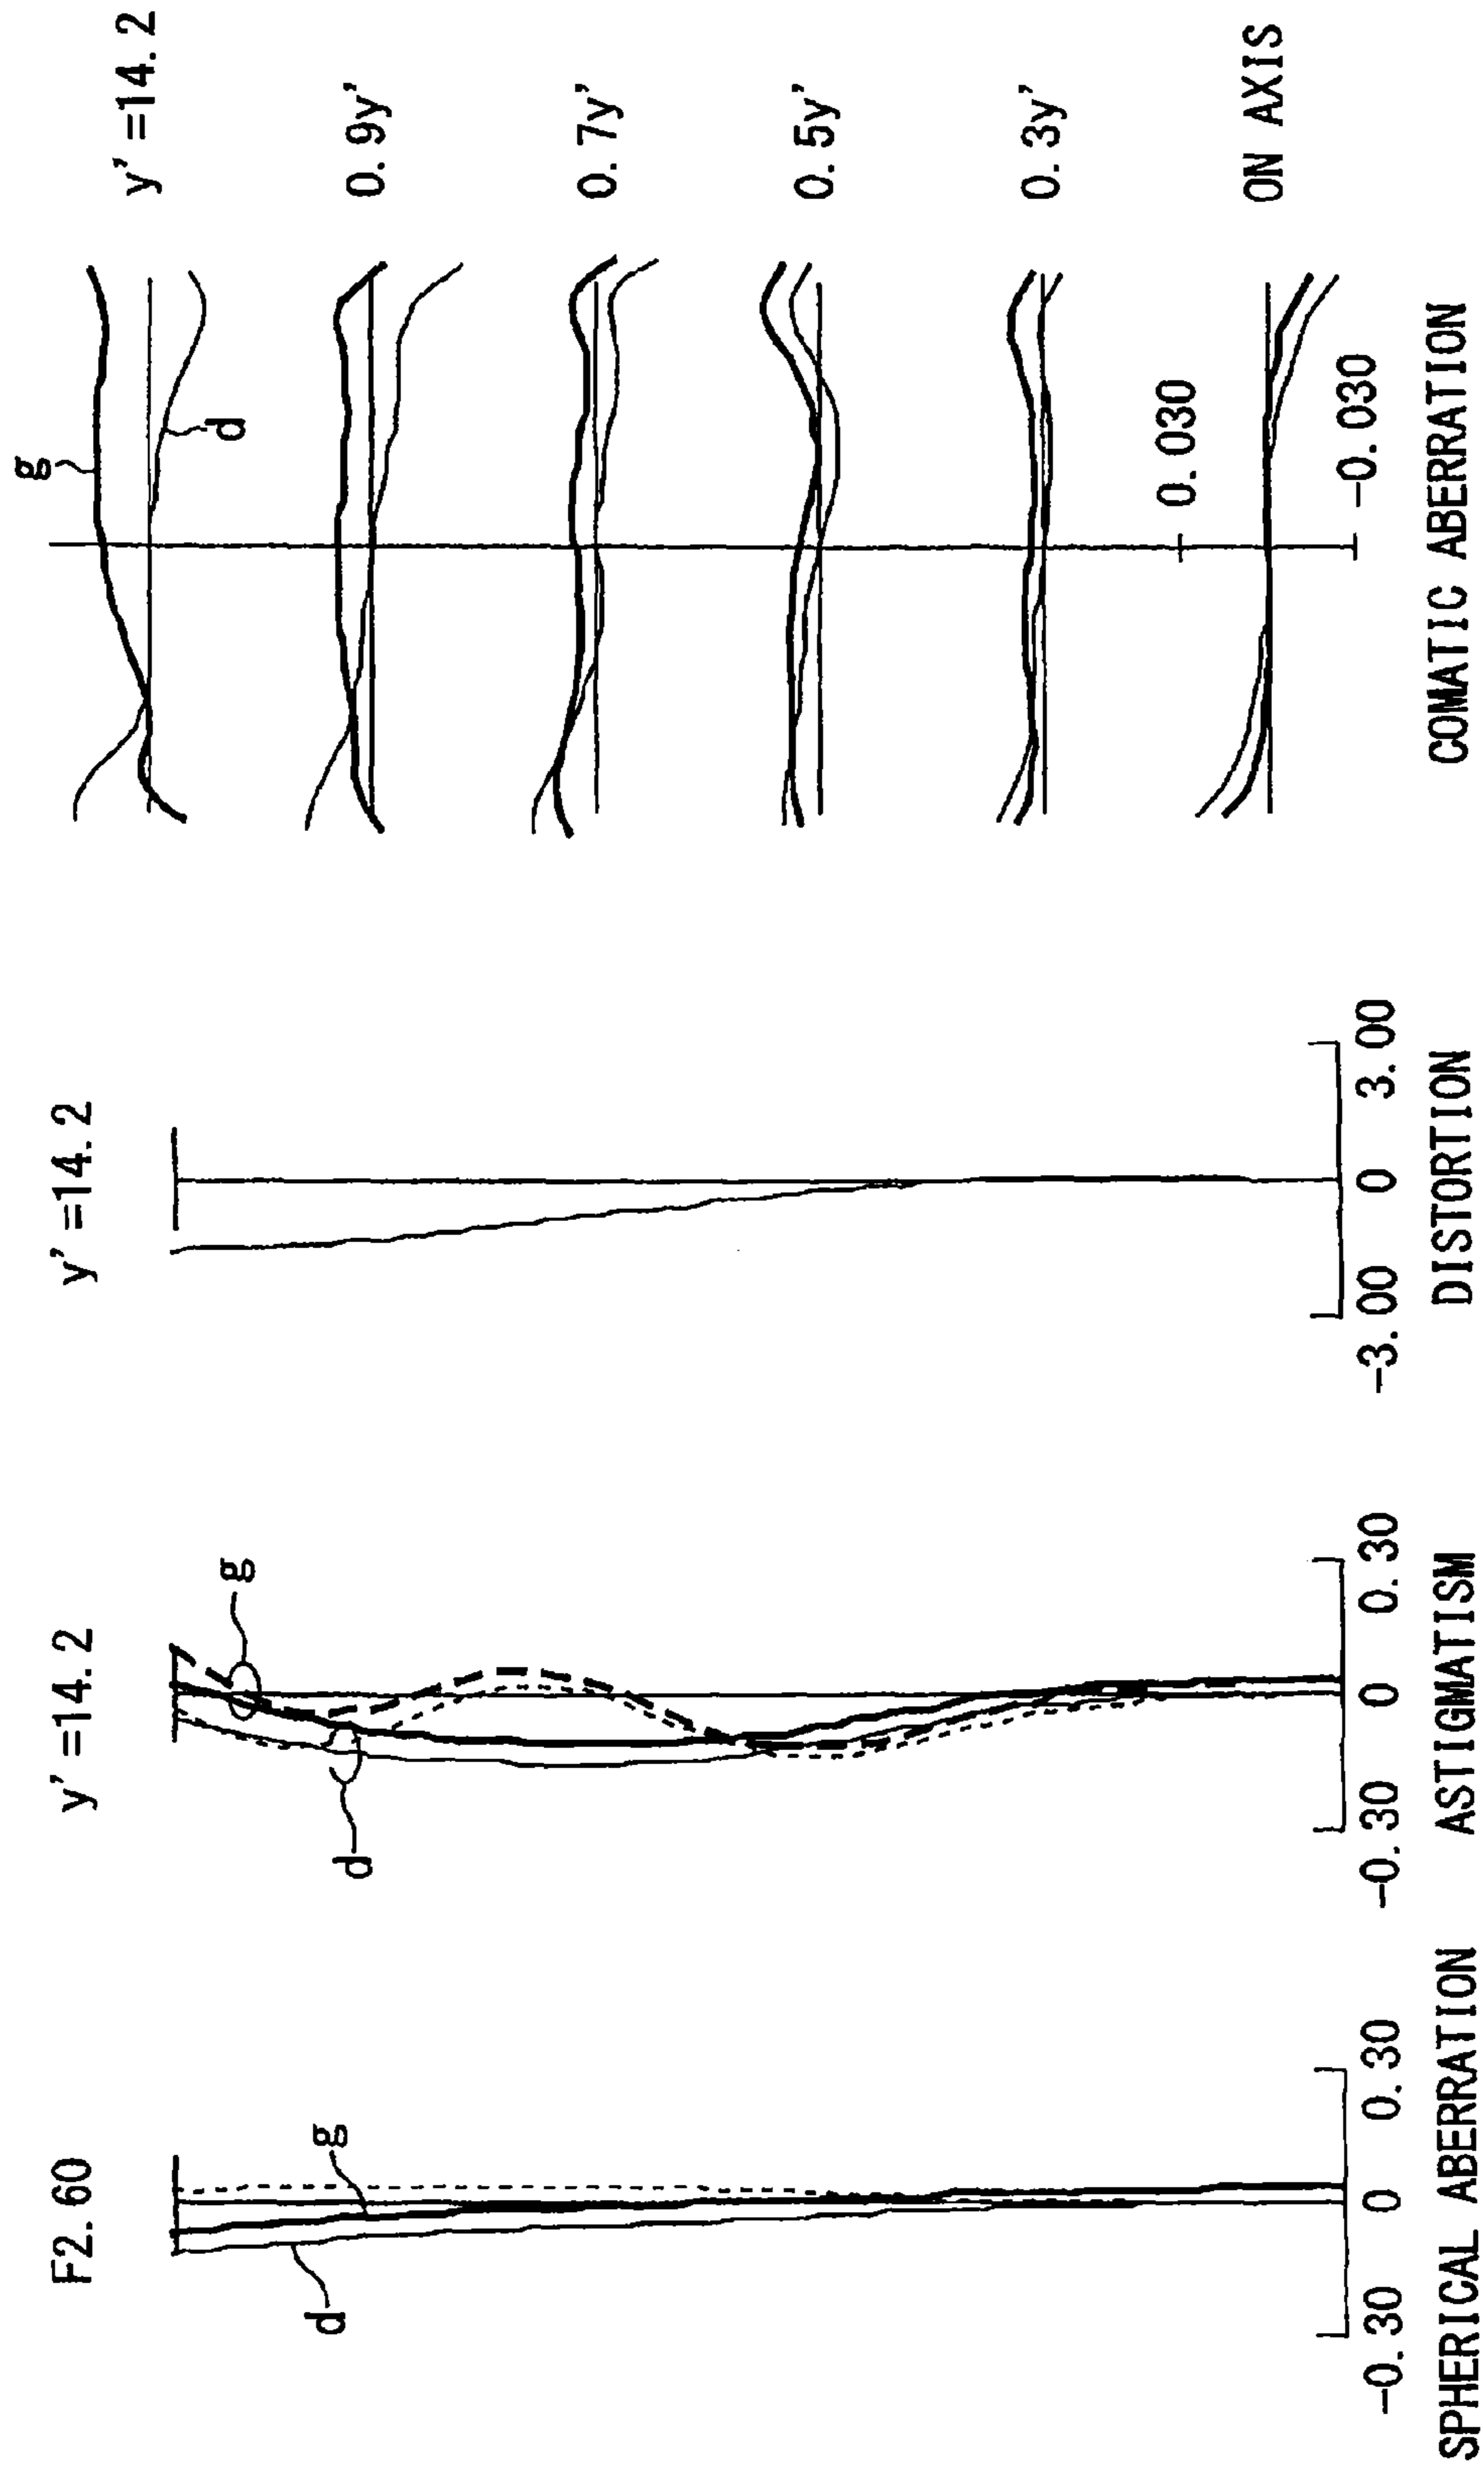 F2. 60
g
d
-0. 30
0
0. 30
SPHERICAL ABERRATION
y' =14. 2
g
d
-0. 30
0
0. 30
ASTIGMATISM
y' =14. 2
-3. 00
0
3. 00
DISTORTION
g
d
y' =14. 2
0. 9y'
0. 7y'
0. 5y'
0. 3y'
0. 030
ON AXIS
-0. 030
COMATIC ABERRATION